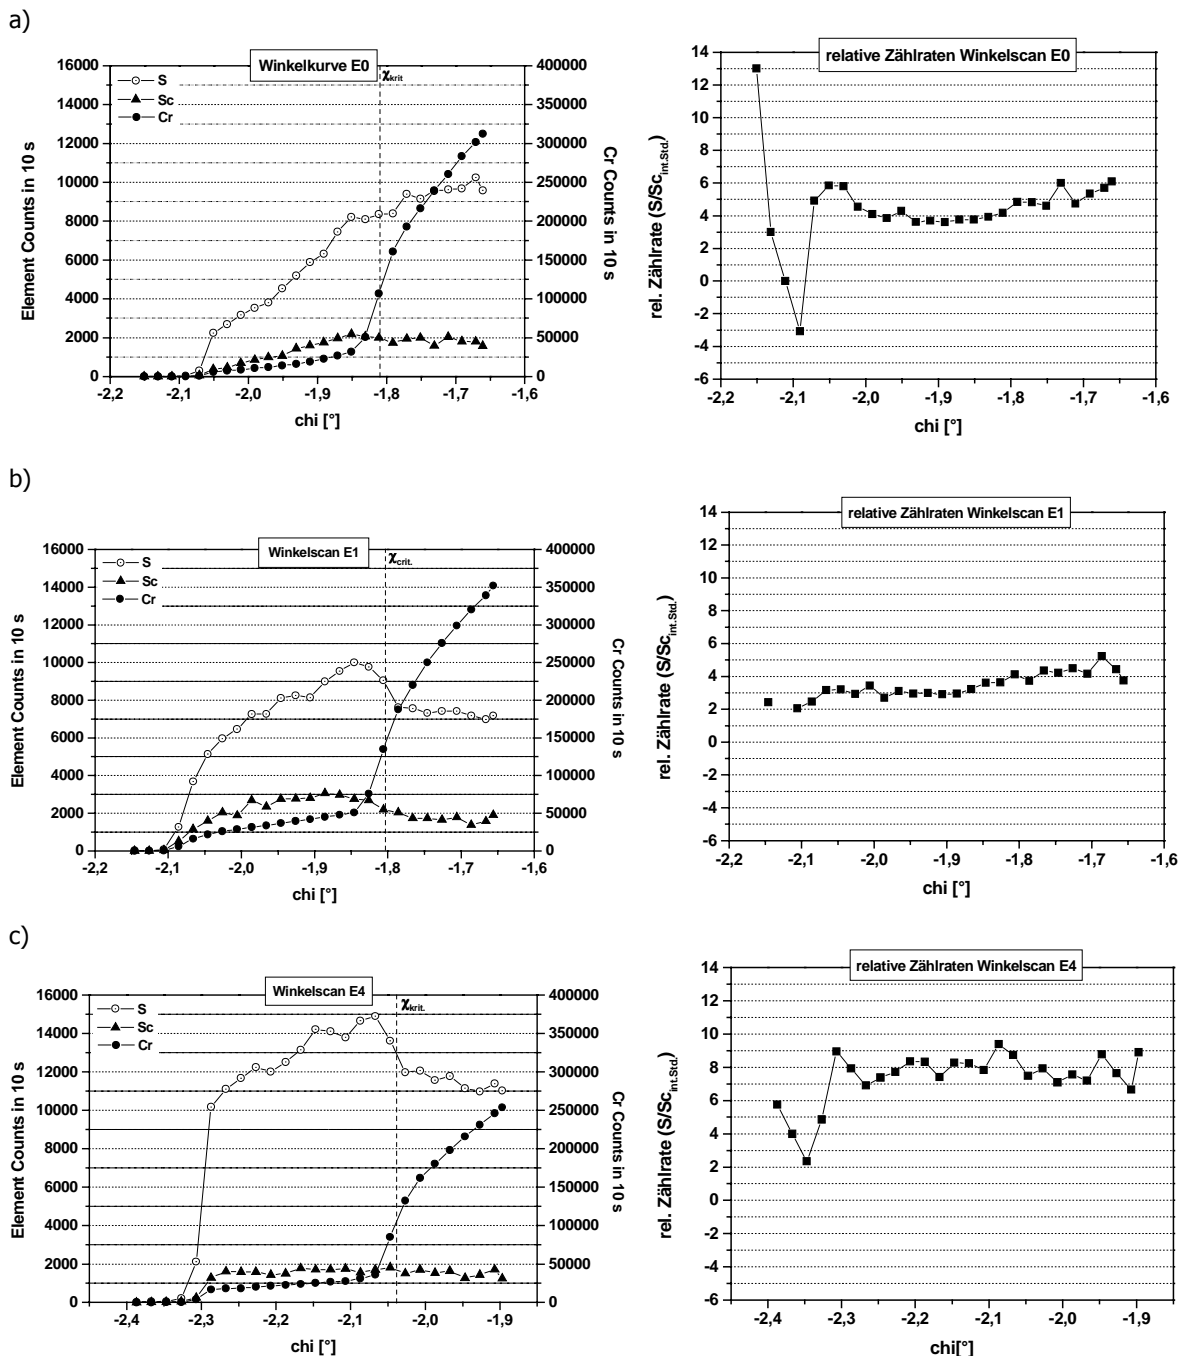 a)
Winkelkurve E0
S
Sc
Cr
χkrit
16000
14000
12000
10000
8000
6000
4000
2000
0
400000
350000
300000
250000
200000
150000
100000
50000
0
-2,2 -2,1 -2,0 -1,9 -1,8 -1,7 -1,6
Element Counts in 10 s
Cr Counts in 10 s
chi [°]
relative Zählraten Winkelscan E0
14
12
10
8
6
4
2
0
-2
-4
-6
-2,2 -2,1 -2,0 -1,9 -1,8 -1,7 -1,6
rel. Zählrate (S/Scint.Std.)
chi [°]
b)
Winkelscan E1
S
Sc
Cr
χcrit.
16000
14000
12000
10000
8000
6000
4000
2000
0
400000
350000
300000
250000
200000
150000
100000
50000
0
-2,2 -2,1 -2,0 -1,9 -1,8 -1,7 -1,6
Element Counts in 10 s
Cr Counts in 10 s
chi [°]
relative Zählraten Winkelscan E1
14
12
10
8
6
4
2
0
-2
-4
-6
-2,2 -2,1 -2,0 -1,9 -1,8 -1,7 -1,6
rel. Zählrate (S/Scint.Std.)
chi [°]
c)
Winkelscan E4
S
Sc
Cr
χkrit.
16000
14000
12000
10000
8000
6000
4000
2000
0
400000
350000
300000
250000
200000
150000
100000
50000
0
-2,4 -2,3 -2,2 -2,1 -2,0 -1,9
Element Counts in 10 s
Cr Counts in 10 s
chi [°]
relative Zählraten Winkelscan E4
14
12
10
8
6
4
2
0
-2
-4
-6
-2,4 -2,3 -2,2 -2,1 -2,0 -1,9
rel. Zählrate (S/Scint.Std.)
chi[°]